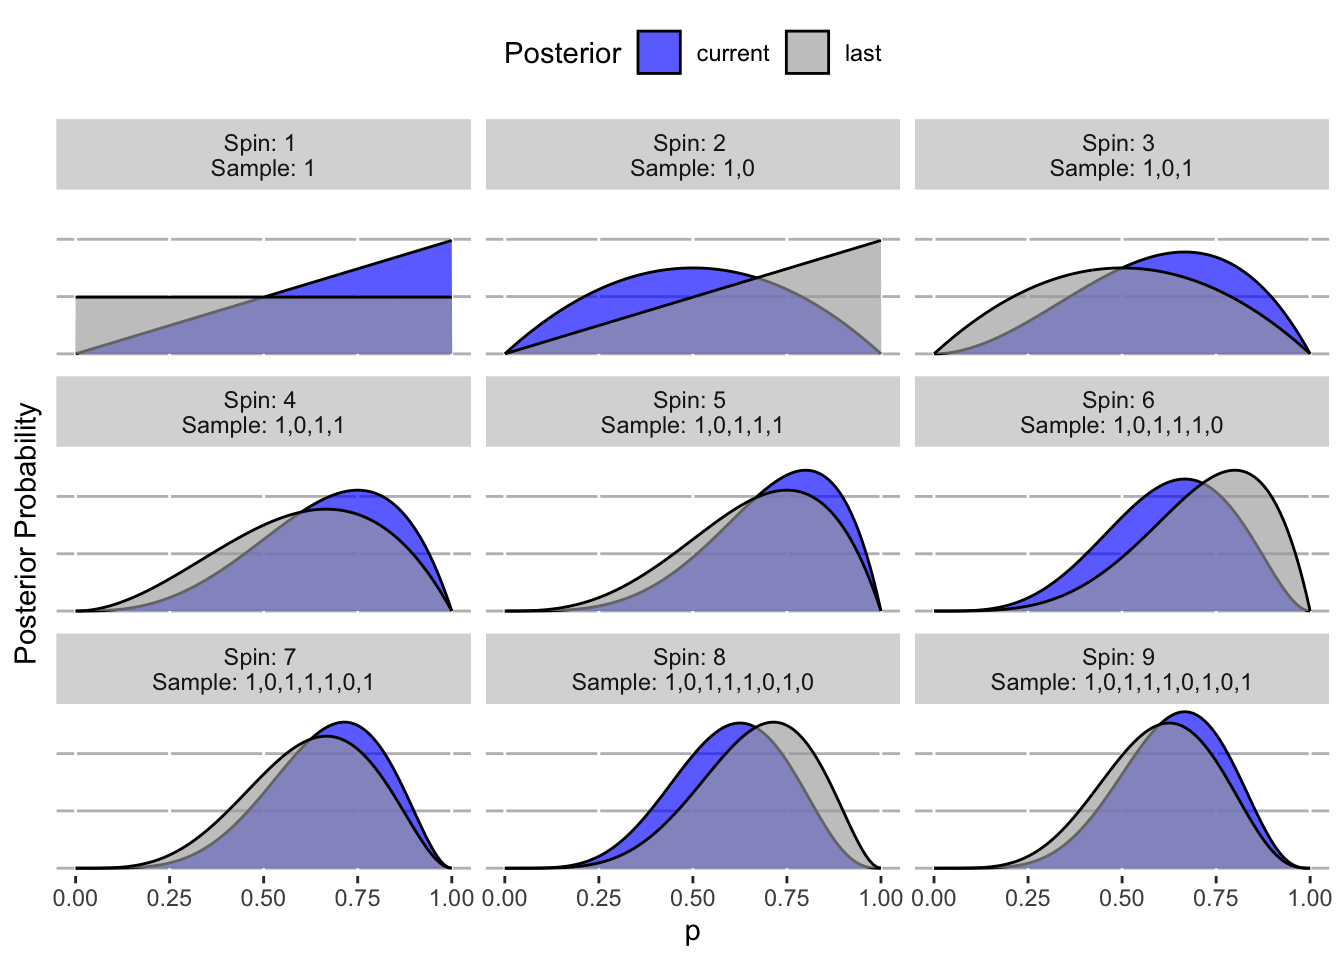 Posterior current last
Spin: 1
Sample: 1
Spin: 2
Sample: 1,0
Spin: 3
Sample: 1,0,1
Spin: 4
Sample: 1,0,1,1
Spin: 5
Sample: 1,0,1,1,1
Spin: 6
Sample: 1,0,1,1,1,0
Spin: 7
Sample: 1,0,1,1,1,0,1
Spin: 8
Sample: 1,0,1,1,1,0,1,0
Spin: 9
Sample: 1,0,1,1,1,0,1,0,1
Posterior Probability
0.00 0.25 0.50 0.75 1.00 0.00 0.25 0.50 0.75 1.00 0.00 0.25 0.50 0.75 1.00
p